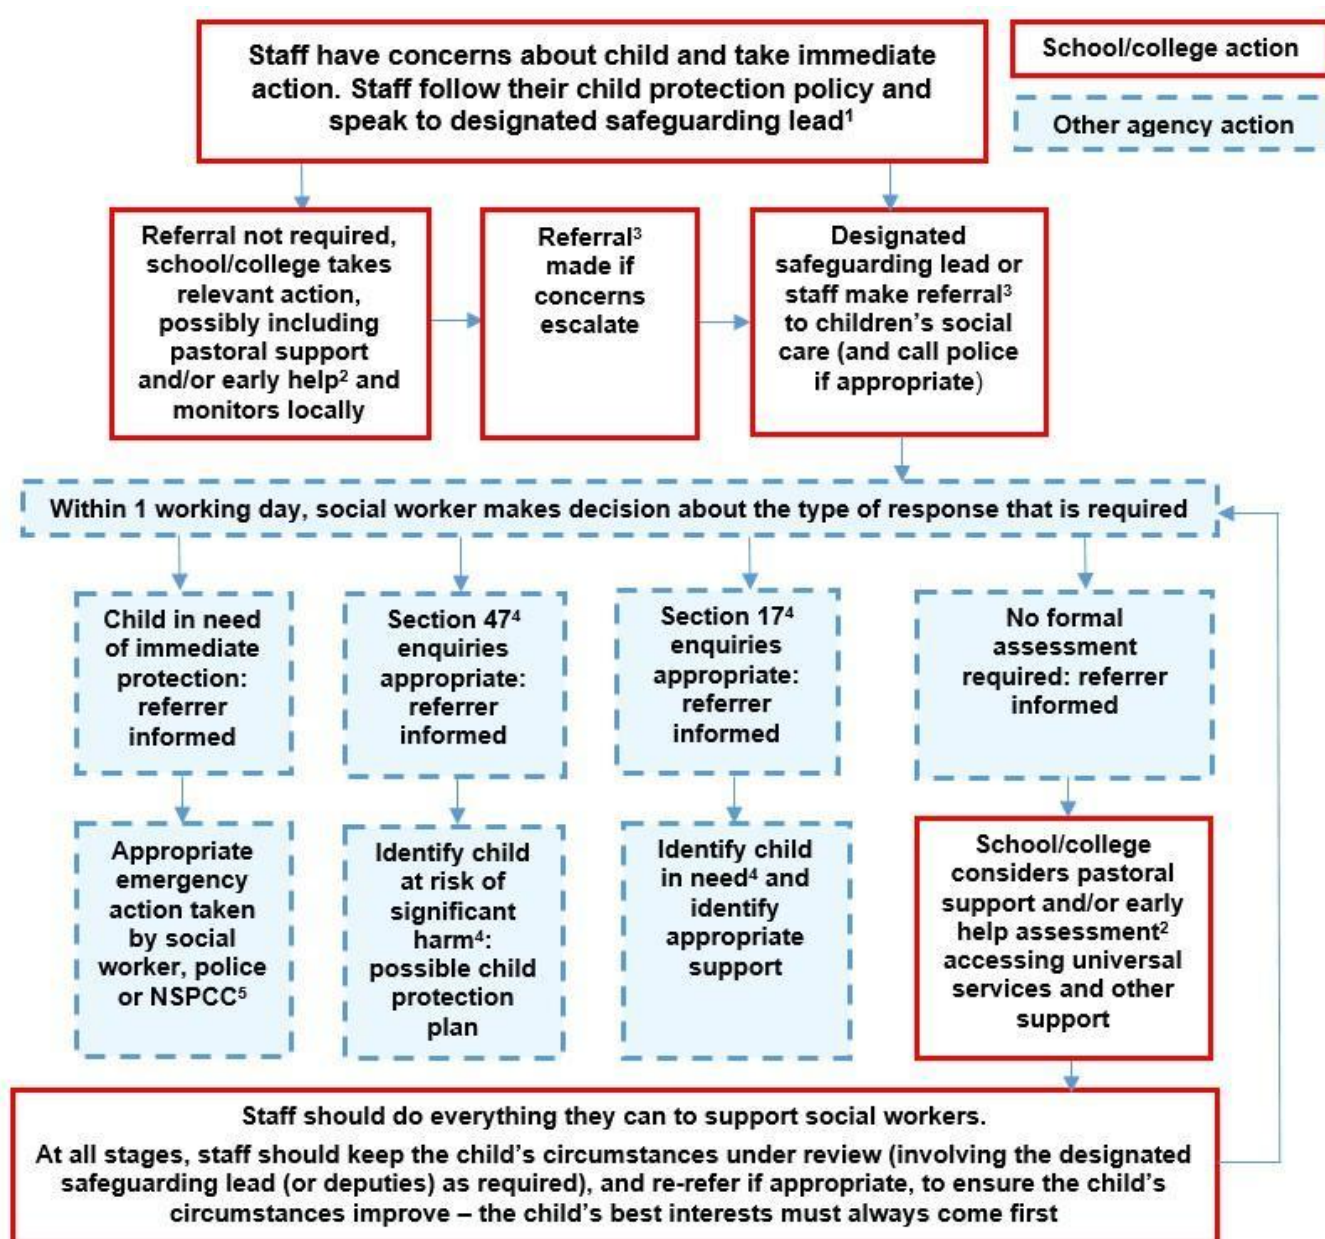 Staff have concerns about child and take immediate
action. Staff follow their child protection policy and
speak to designated safeguarding lead¹
School/college action
Other agency action
Referral not required,
school/college takes
relevant action,
possibly including
pastoral support
and/or early help² and
monitors locally
Referral³
made if
concerns
escalate
Designated
safeguarding lead or
staff make referral³
to children’s social
care (and call police
if appropriate)
Within 1 working day, social worker makes decision about the type of response that is required
Child in need
of immediate
protection:
referrer
informed
Section 47⁴
enquiries
appropriate:
referrer
informed
Section 17⁴
enquiries
appropriate:
referrer
informed
No formal
assessment
required: referrer
informed
Appropriate
emergency
action taken
by social
worker, police
or NSPCC⁵
Identify child
at risk of
significant
harm⁴:
possible child
protection
plan
Identify child
in need⁴ and
identify
appropriate
support
School/college
considers pastoral
support and/or early
help assessment²
accessing universal
services and other
support
Staff should do everything they can to support social workers.
At all stages, staff should keep the child’s circumstances under review (involving the designated
safeguarding lead (or deputies) as required), and re-refer if appropriate, to ensure the child’s
circumstances improve – the child’s best interests must always come first